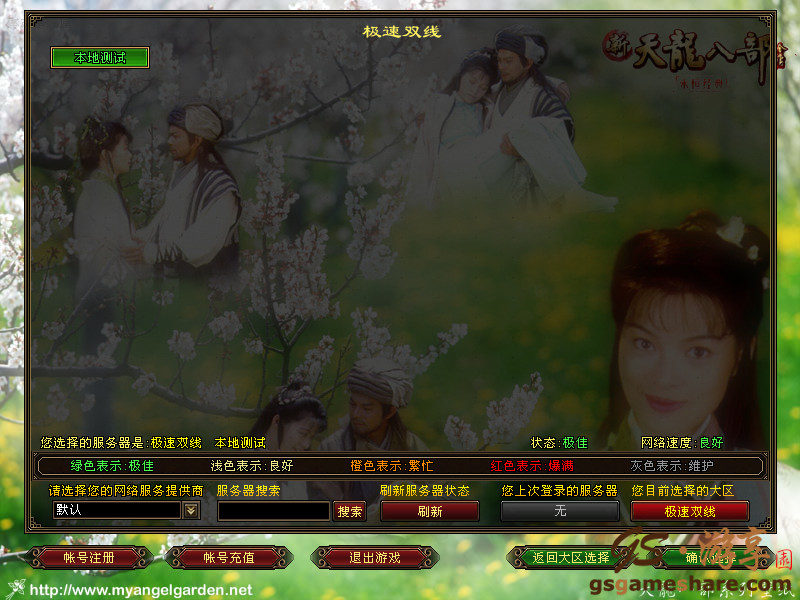 极速双线
本地测试
新天龍八部
您选择的服务器是:极速双线 本地测试 状态:极佳 网络速度:良好
绿色表示:极佳 浅色表示:良好 橙色表示:繁忙 红色表示:爆满 灰色表示:维护
请选择您的网络服务提供商 服务器搜索 刷新服务器状态 您上次登录的服务器 您目前选择的大区
默认 搜索 刷新 无 极速双线
帐号注册 帐号充值 退出游戏 返回大区选择
GS·游享园
http://www.myangelgarden.net
gsgameshare.com